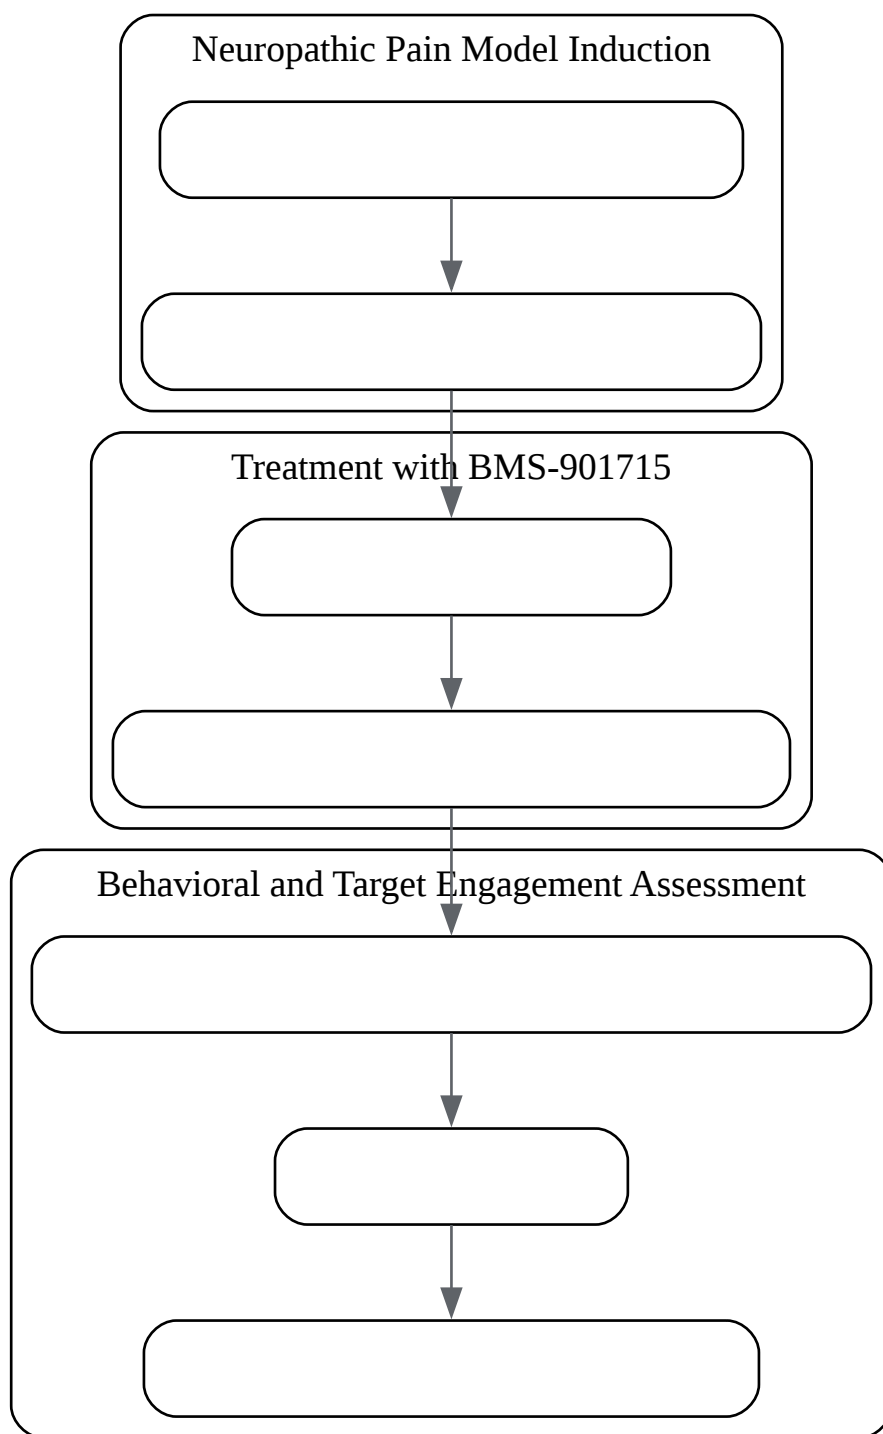 Neuropathic Pain Model Induction
Treatment with BMS-901715
Behavioral and Target Engagement Assessment